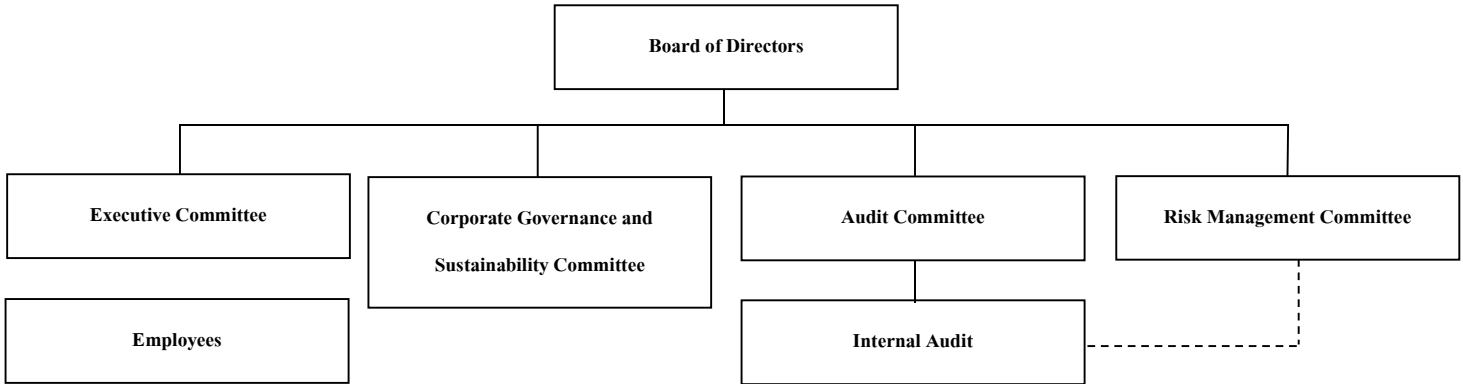 Board of Directors
Executive Committee
Corporate Governance and
Sustainability Committee
Audit Committee
Risk Management Committee
Employees
Internal Audit